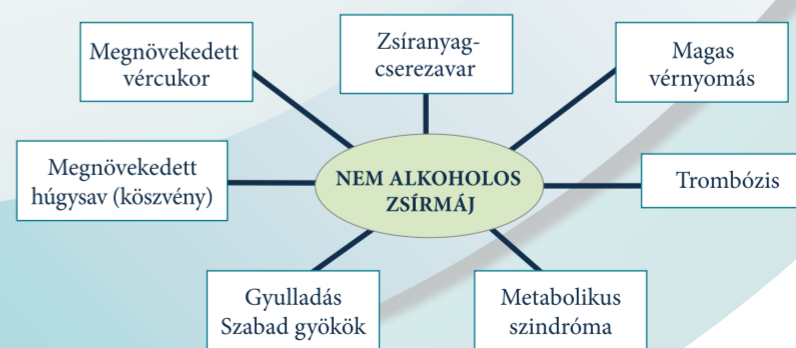 Megnövekedett
vércukor
Zsíranyag-
cserezavar
Magas
vérnyomás
Megnövekedett
húgysav (köszvény)
NEM ALKOHOLOS
ZSÍRMÁJ
Trombózis
Gyulladás
Szabad gyökök
Metabolikus
szindróma